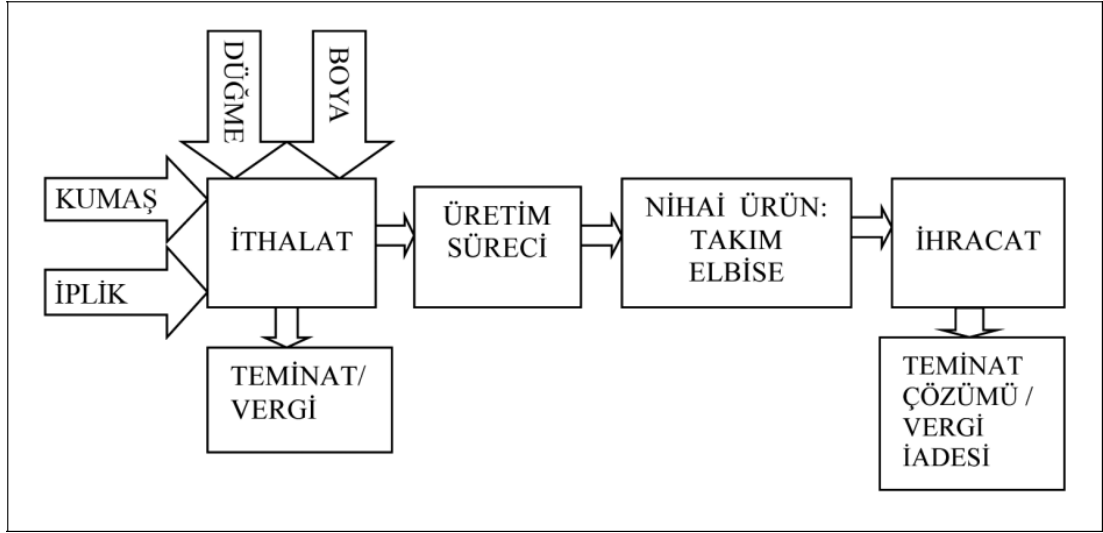 DÜĞME
BOYA
KUMAŞ
İPLİK
İTHALAT
TEMİNAT/
VERGİ
ÜRETİM
SÜRECİ
NİHAİ ÜRÜN:
TAKIM
ELBİSE
İHRACAT
TEMİNAT
ÇÖZÜMÜ /
VERGİ
İADESİ